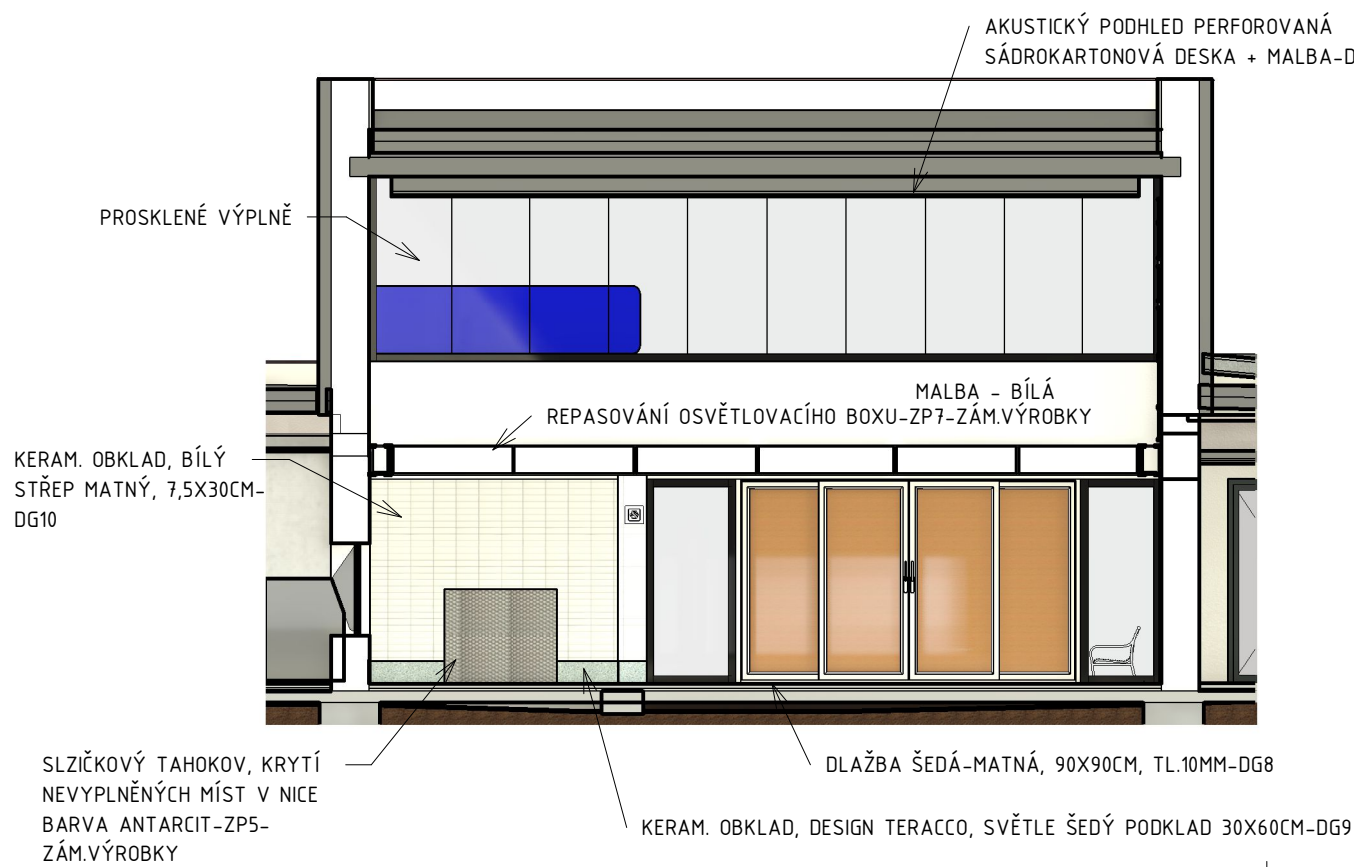 AKUSTICKÝ PODHLED PERFOROVANÁ
SÁDROKARTONOVÁ DESKA + MALBA-D
PROSKLENÉ VÝPLNĚ
MALBA - BÍLÁ
REPASOVÁNÍ OSVĚTLOVACÍHO BOXU-ZP7-ZÁM.VÝROBKY
KERAM. OBKLAD, BÍLÝ
STŘEP MATNÝ, 7,5X30CM-
DG10
SLZIČKOVÝ TAHOKOV, KRYTÍ
NEVYPLNĚNÝCH MÍST V NICE
BARVA ANTARCIT-ZP5-
ZÁM.VÝROBKY
DLAŽBA ŠEDÁ-MATNÁ, 90X90CM, TL.10MM-DG8
KERAM. OBKLAD, DESIGN TERACCO, SVĚTLE ŠEDÝ PODKLAD 30X60CM-DG9